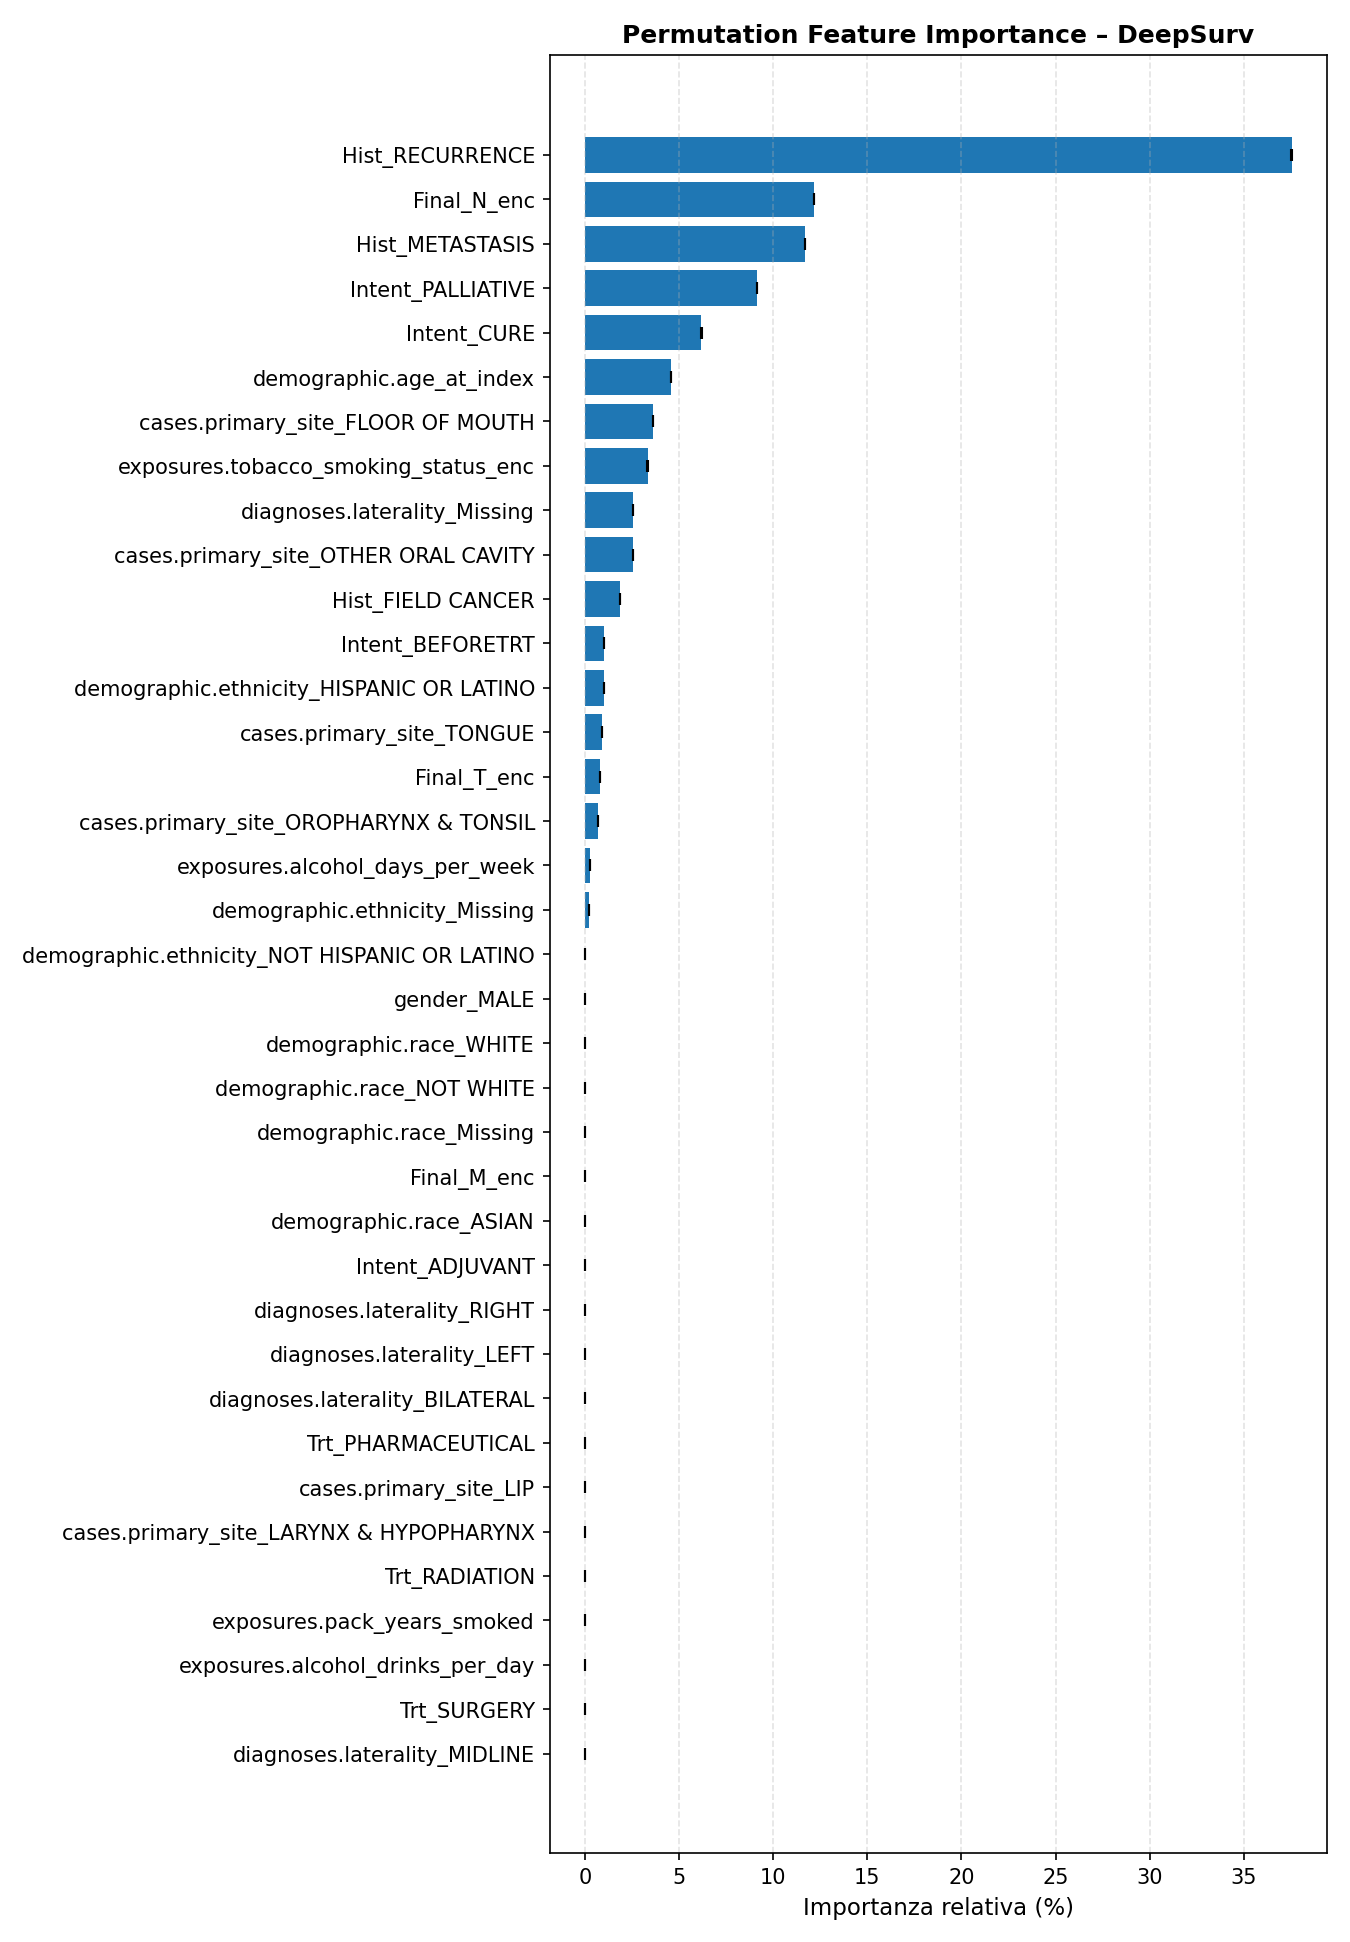 Permutation Feature Importance – DeepSurv
Hist_RECURRENCE
Final_N_enc
Hist_METASTASIS
Intent_PALLIATIVE
Intent_CURE
demographic.age_at_index
cases.primary_site_FLOOR OF MOUTH
exposures.tobacco_smoking_status_enc
diagnoses.laterality_Missing
cases.primary_site_OTHER ORAL CAVITY
Hist_FIELD CANCER
Intent_BEFORETRT
demographic.ethnicity_HISPANIC OR LATINO
cases.primary_site_TONGUE
Final_T_enc
cases.primary_site_OROPHARYNX & TONSIL
exposures.alcohol_days_per_week
demographic.ethnicity_Missing
demographic.ethnicity_NOT HISPANIC OR LATINO
gender_MALE
demographic.race_WHITE
demographic.race_NOT WHITE
demographic.race_Missing
Final_M_enc
demographic.race_ASIAN
Intent_ADJUVANT
diagnoses.laterality_RIGHT
diagnoses.laterality_LEFT
diagnoses.laterality_BILATERAL
Trt_PHARMACEUTICAL
cases.primary_site_LIP
cases.primary_site_LARYNX & HYPOPHARYNX
Trt_RADIATION
exposures.pack_years_smoked
exposures.alcohol_drinks_per_day
Trt_SURGERY
diagnoses.laterality_MIDLINE
0 5 10 15 20 25 30 35
Importanza relativa (%)